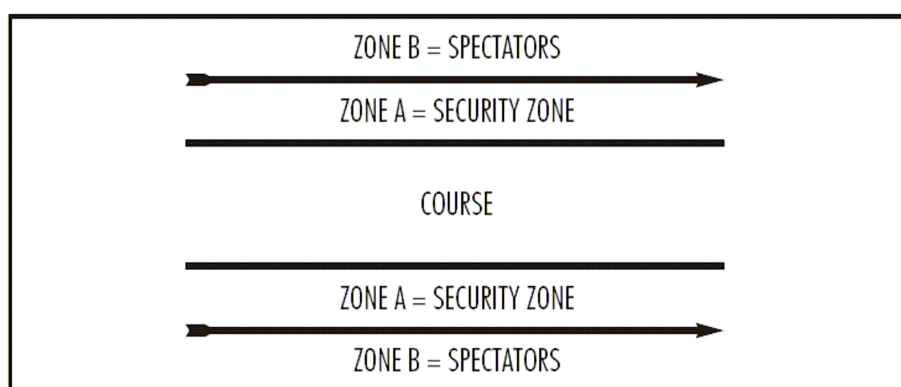 ZONE B = SPECTATORS
ZONE A = SECURITY ZONE
COURSE
ZONE A = SECURITY ZONE
ZONE B = SPECTATORS